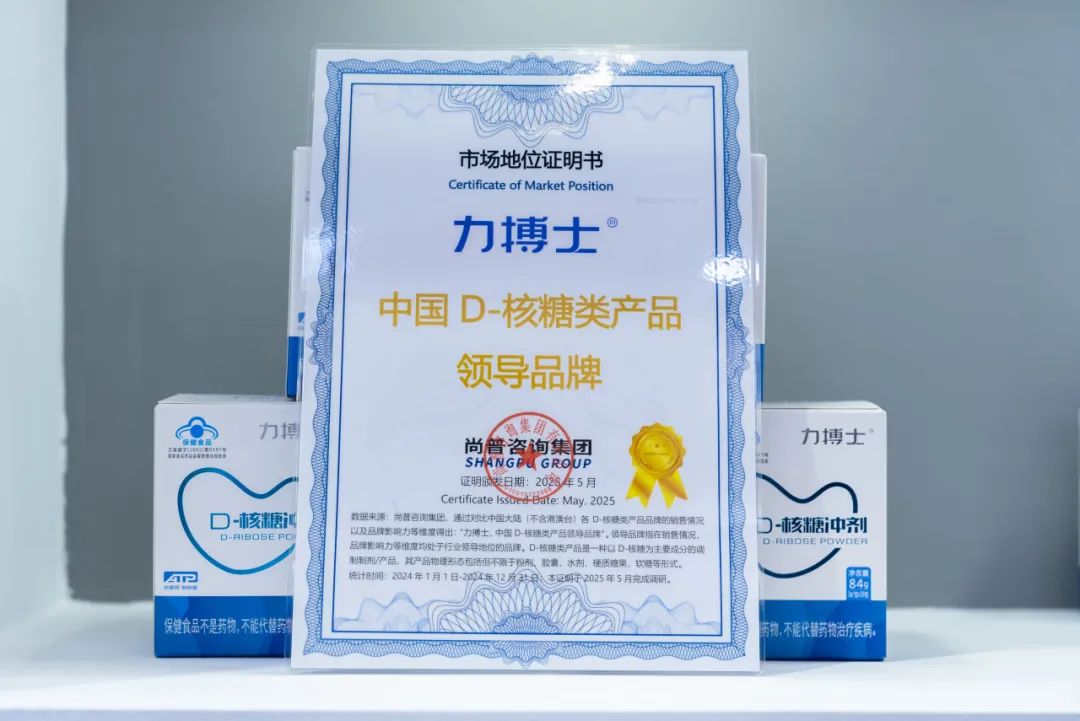 市场地位证明书
Certificate of Market Position
力博士®
中国 D-核糖类产品
领导品牌
尚普咨询集团
SHANGPU GROUP
证明颁发日期：2025 年 5 月
Certificate Issued Date: May. 2025
数据来源：尚普咨询集团，通过对比中国大陆（不含港澳台）各 D-核糖类产品品牌的销售情况
以及品牌影响力等维度得出："力博士，中国 D-核糖类产品领导品牌"。领导品牌指在销售情况、
品牌影响力等维度均处于行业领导地位的品牌。D-核糖类产品是一种以 D-核糖为主要成分的调
制制剂/产品，其产品物理形态包括但不限于粉剂、胶囊、水剂、硬质糖果、软糖等形式。
统计时间：2024 年 1 月 1 日-2024 年 12 月 31 日，本证明于 2025 年 5 月完成调研。
保健食品
力博
D-核糖冲
D-RIBOSE PO
ATP
保健食品不是药物，不能代替药物
力博士®
D-核糖冲剂
D-RIBOSE POWDER
净含量
84g
药物，不能代替药物治疗疾病。